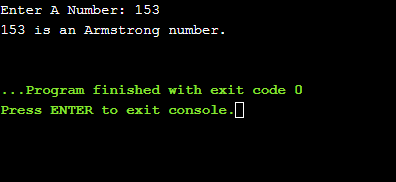 Enter A Number: 153
153 is an Armstrong number.
...Program finished with exit code 0
Press ENTER to exit console.